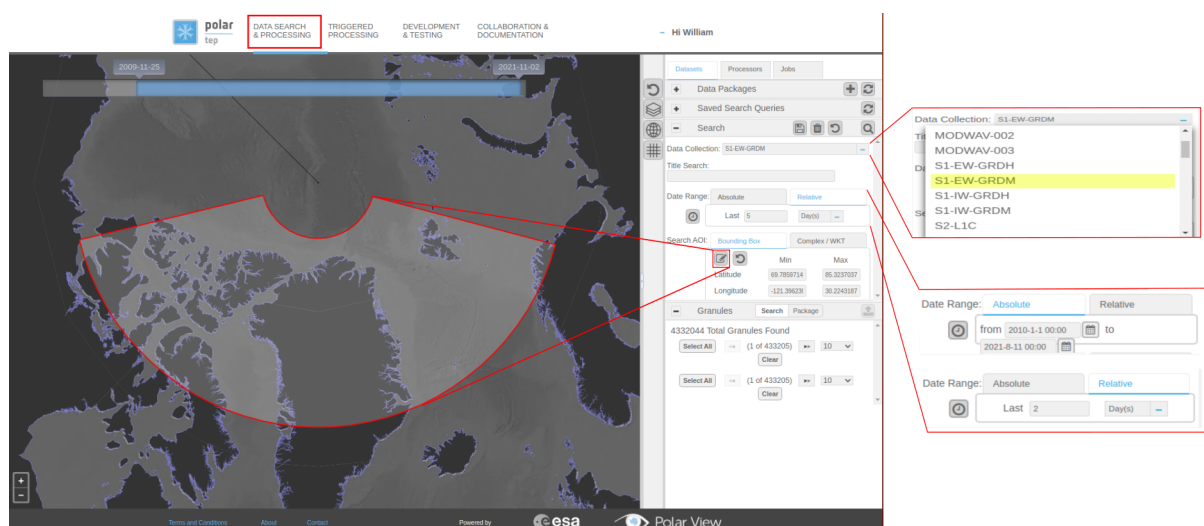 polar
tep
DATA SEARCH
& PROCESSING
TRIGGERED
PROCESSING
DEVELOPMENT
& TESTING
COLLABORATION &
DOCUMENTATION
Hi William
2009-11-25
2021-11-02
Datasets Processors Jobs
+ Data Packages
+ Saved Search Queries
− Search
Data Collection: S1-EW-GRDM
Title Search:
Date Range: Absolute Relative
Last 5 Day(s)
Search AOI: Bounding Box Complex / WKT
Min Max
Latitude 69.7859714 85.3237037
Longitude -121.396238 30.2243187
− Granules Search Package
4332044 Total Granules Found
Select All (1 of 433205) 10
Clear
Select All (1 of 433205) 10
Clear
+
−
Terms and Conditions About Contact Powered by esa Polar View
Data Collection: S1-EW-GRDM
MODWAV-002
MODWAV-003
S1-EW-GRDH
S1-EW-GRDM
S1-IW-GRDH
S1-IW-GRDM
S2-L1C
Date Range: Absolute Relative
from 2010-1-1 00:00 to
2021-8-11 00:00
Date Range: Absolute Relative
Last 2 Day(s)